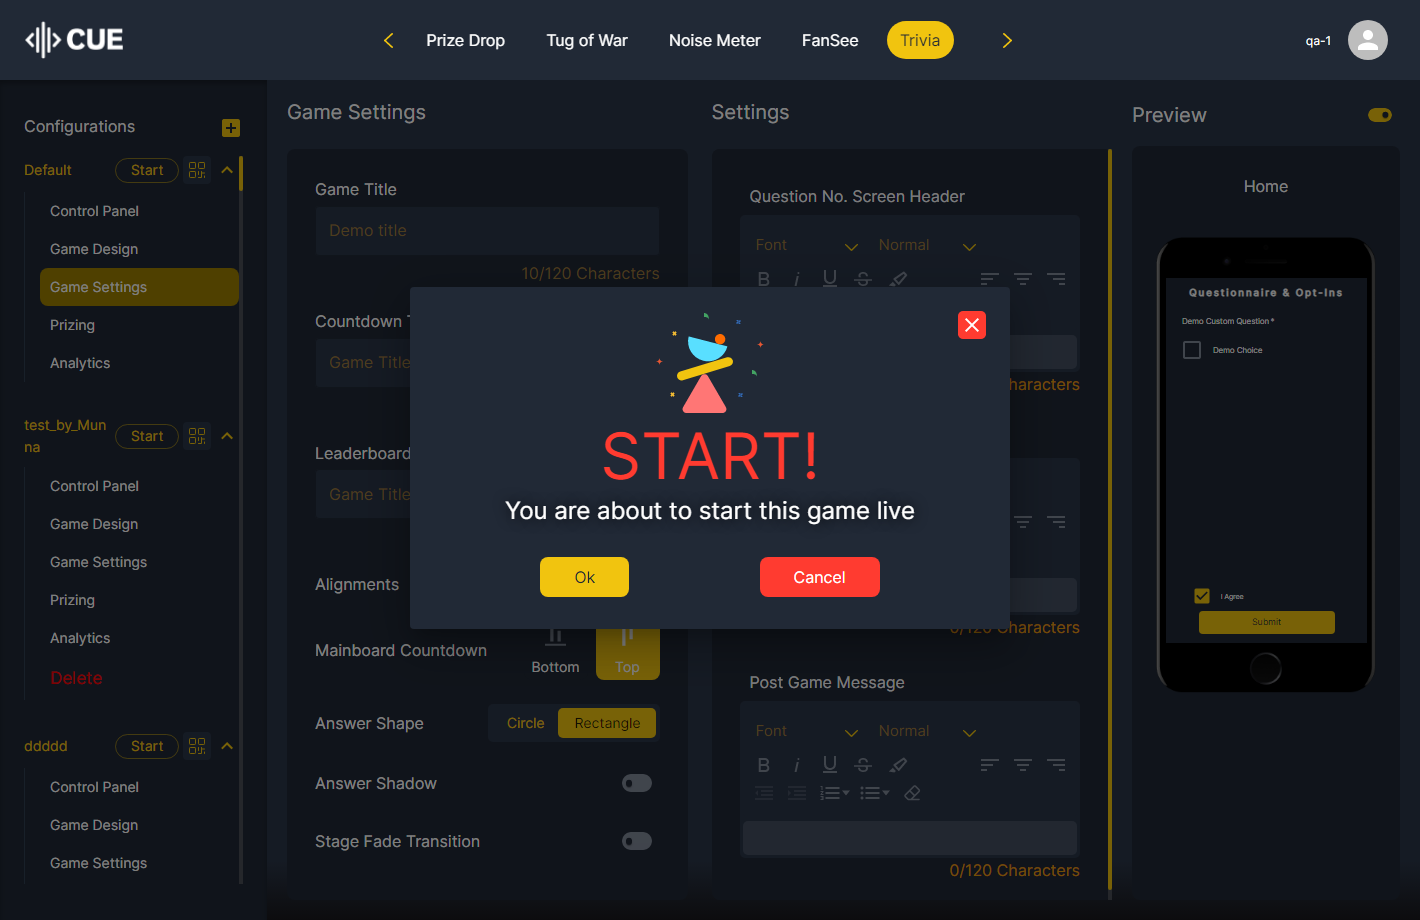 CUE
Prize Drop
Tug of War
Noise Meter
FanSee
Trivia
qa-1
Configurations
Default
Start
Control Panel
Game Design
Game Settings
Prizing
Analytics
test_by_Mun
na
Start
Control Panel
Game Design
Game Settings
Prizing
Analytics
Delete
ddddd
Start
Control Panel
Game Design
Game Settings
Game Settings
Game Title
Demo title
10/120 Characters
Countdown T
Game Title
Leaderboard
Game Title
Alignments
Mainboard Countdown
Bottom
Top
Answer Shape
Circle
Rectangle
Answer Shadow
Stage Fade Transition
START!
You are about to start this game live
Ok
Cancel
Settings
Question No. Screen Header
Font
Normal
B i U S
haracters
0/120 Characters
Post Game Message
Font
Normal
B i U S
0/120 Characters
Preview
Home
Questionnaire & Opt-Ins
Demo Custom Question *
Demo Choice
I Agree
Submit